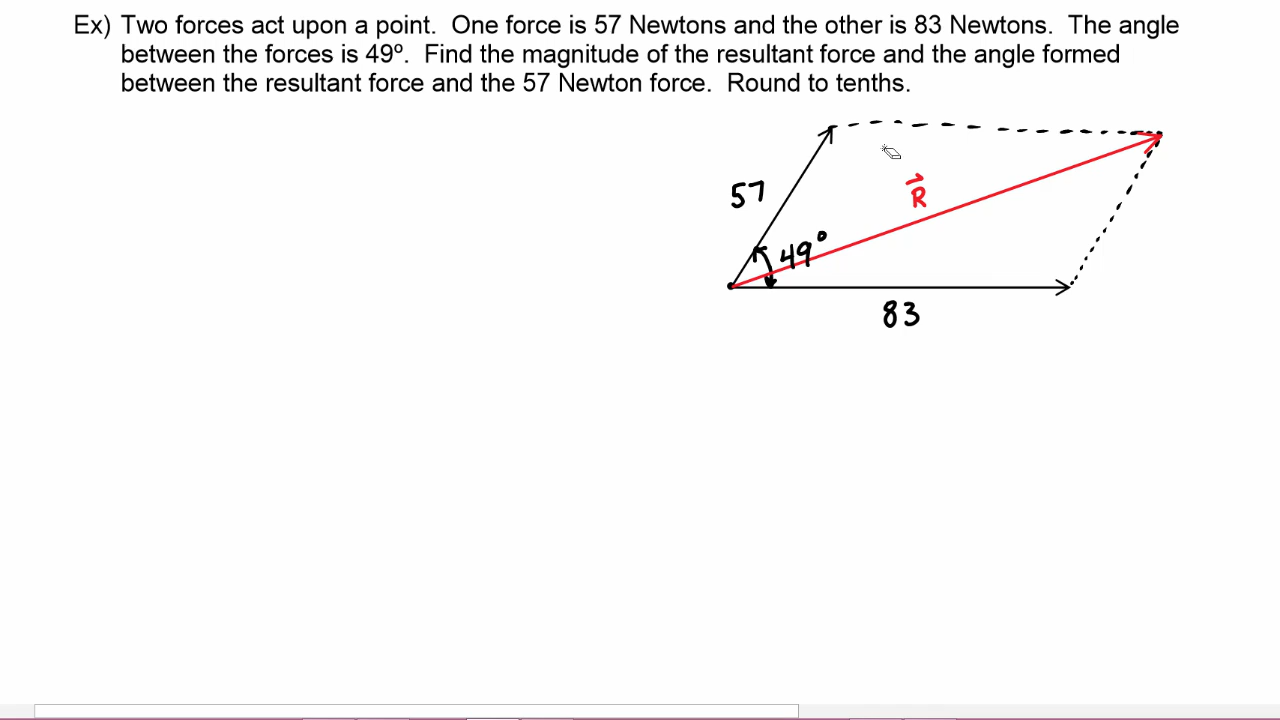 Ex) Two forces act upon a point. One force is 57 Newtons and the other is 83 Newtons. The angle
between the forces is 49º. Find the magnitude of the resultant force and the angle formed
between the resultant force and the 57 Newton force. Round to tenths.
57
R
49°
83